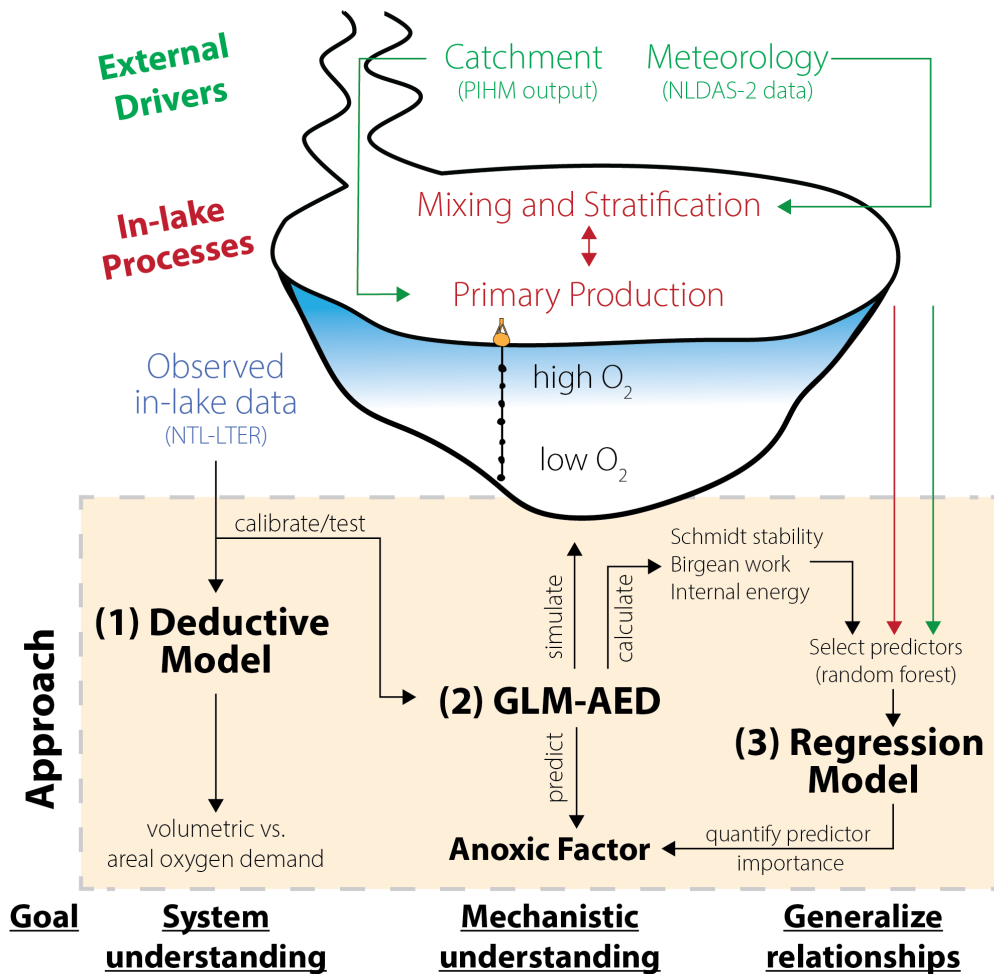 External
Drivers
Catchment
(PIHM output)
Meteorology
(NLDAS-2 data)
In-lake
Processes
Mixing and Stratification
Primary Production
Observed
in-lake data
(NTL-LTER)
high O₂
low O₂
Approach
calibrate/test
(1) Deductive
Model
volumetric vs.
areal oxygen demand
simulate
calculate
Schmidt stability
Birgean work
Internal energy
(2) GLM-AED
predict
Anoxic Factor
Select predictors
(random forest)
(3) Regression
Model
quantify predictor
importance
Goal
System
understanding
Mechanistic
understanding
Generalize
relationships